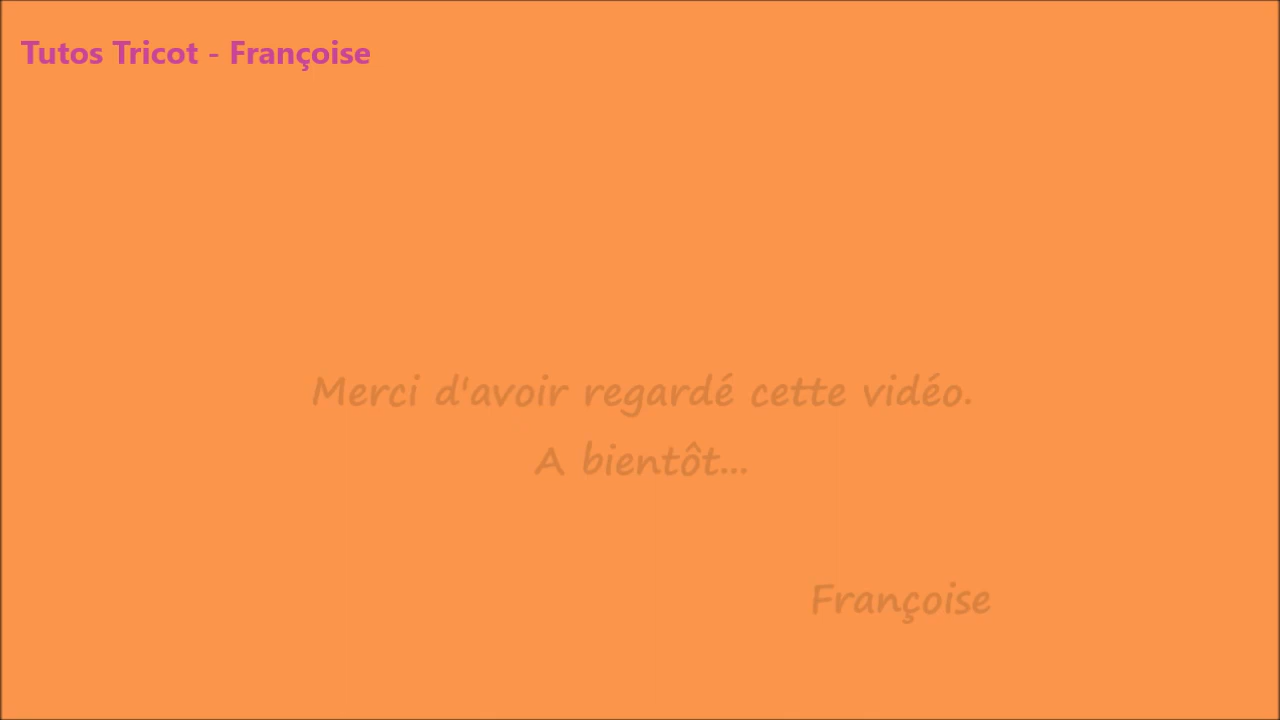 Tutos Tricot - Françoise
Merci d'avoir regardé cette vidéo.
A bientôt...
Françoise